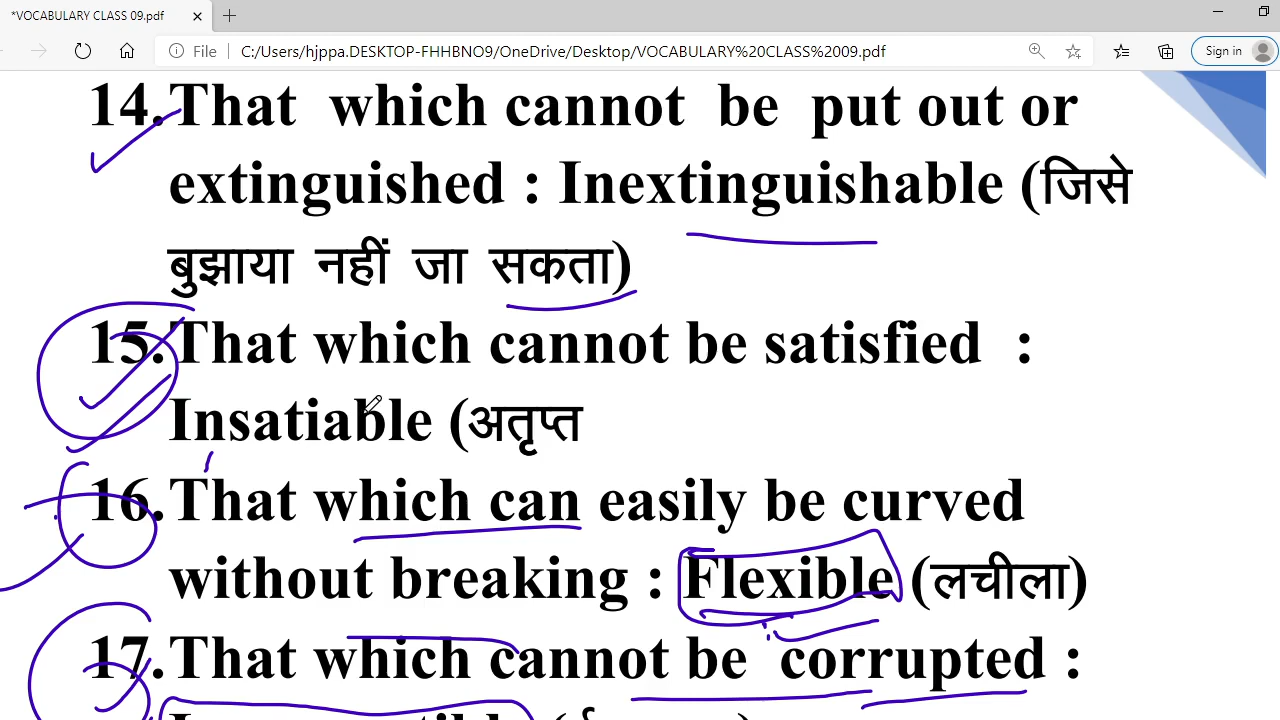 *VOCABULARY CLASS 09.pdf
File C:/Users/hjppa.DESKTOP-FHHBNO9/OneDrive/Desktop/VOCABULARY%20CLASS%2009.pdf Sign in
14. That which cannot be put out or
extinguished : Inextinguishable (जिसे
बुझाया नहीं जा सकता)
15. That which cannot be satisfied :
Insatiable (अतृप्त
16. That which can easily be curved
without breaking : Flexible (लचीला)
17. That which cannot be corrupted :